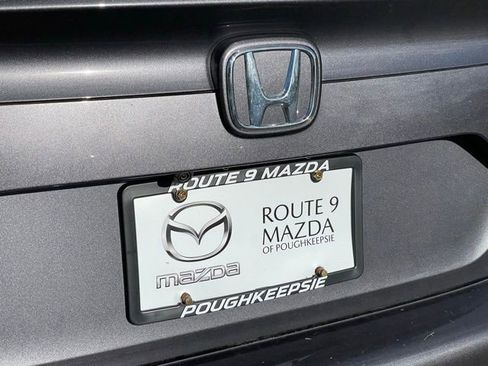 ROUTE 9 MAZDA
mazda
ROUTE 9
MAZDA
OF POUGHKEEPSIE
POUGHKEEPSIE